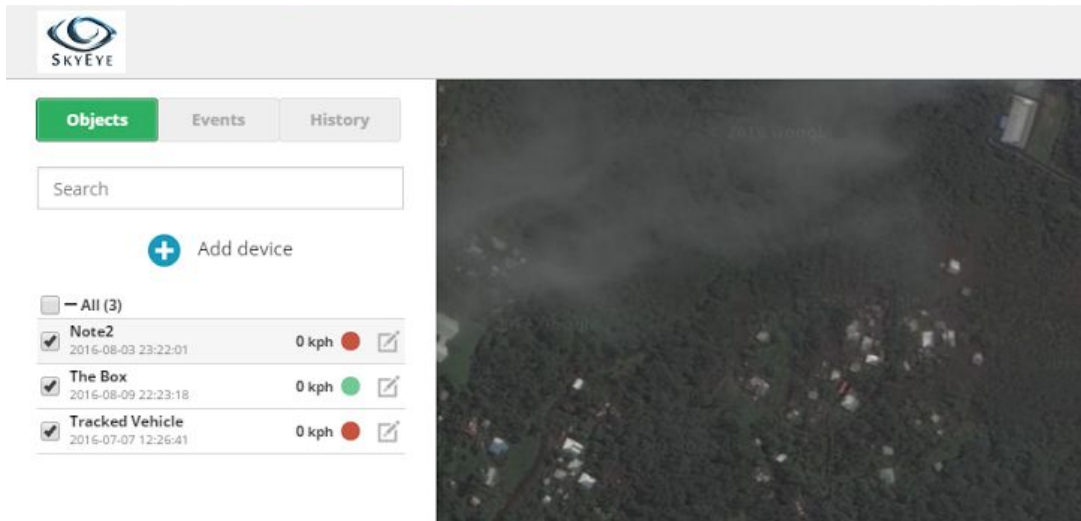 SKYEYE
Objects Events History
Search
Add device
All (3)
Note2
2016-08-03 23:22:01
0 kph
The Box
2016-08-09 22:23:18
0 kph
Tracked Vehicle
2016-07-07 12:26:41
0 kph
© 2016 Google